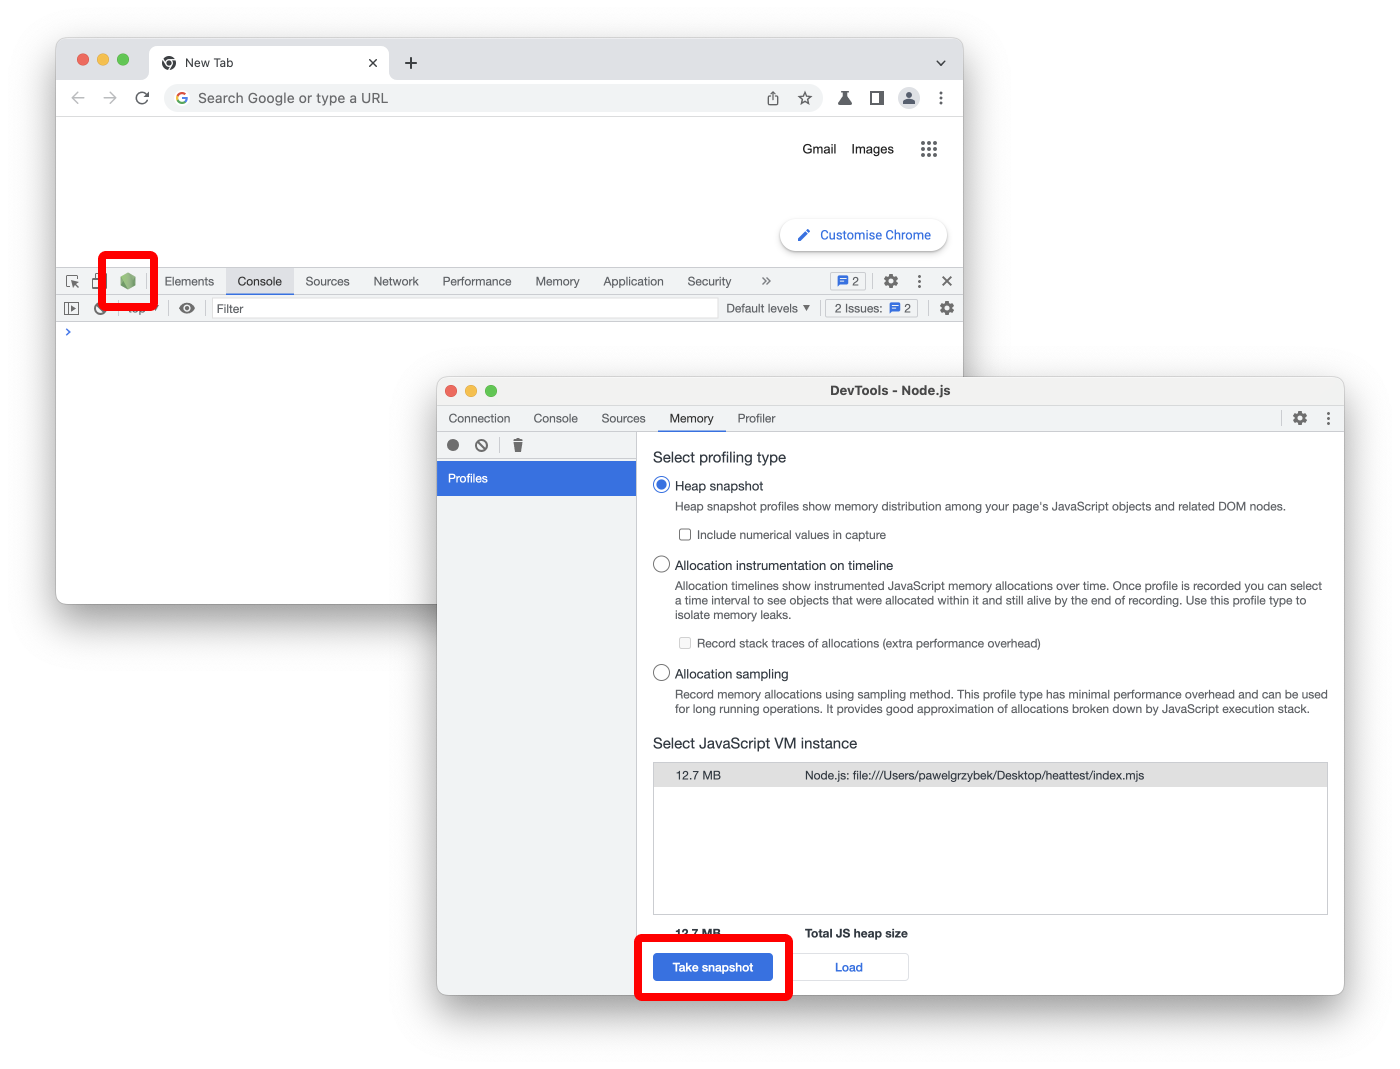 New Tab
Search Google or type a URL
Gmail Images
Customise Chrome
Elements Console Sources Network Performance Memory Application Security 2
top Filter Default levels 2 Issues: 2
DevTools - Node.js
Connection Console Sources Memory Profiler
Profiles
Select profiling type
Heap snapshot
Heap snapshot profiles show memory distribution among your page's JavaScript objects and related DOM nodes.
Include numerical values in capture
Allocation instrumentation on timeline
Allocation timelines show instrumented JavaScript memory allocations over time. Once profile is recorded you can select
a time interval to see objects that were allocated within it and still alive by the end of recording. Use this profile type to
isolate memory leaks.
Record stack traces of allocations (extra performance overhead)
Allocation sampling
Record memory allocations using sampling method. This profile type has minimal performance overhead and can be used
for long running operations. It provides good approximation of allocations broken down by JavaScript execution stack.
Select JavaScript VM instance
12.7 MB Node.js: file:///Users/pawelgrzybek/Desktop/heattest/index.mjs
12.7 MB Total JS heap size
Take snapshot Load